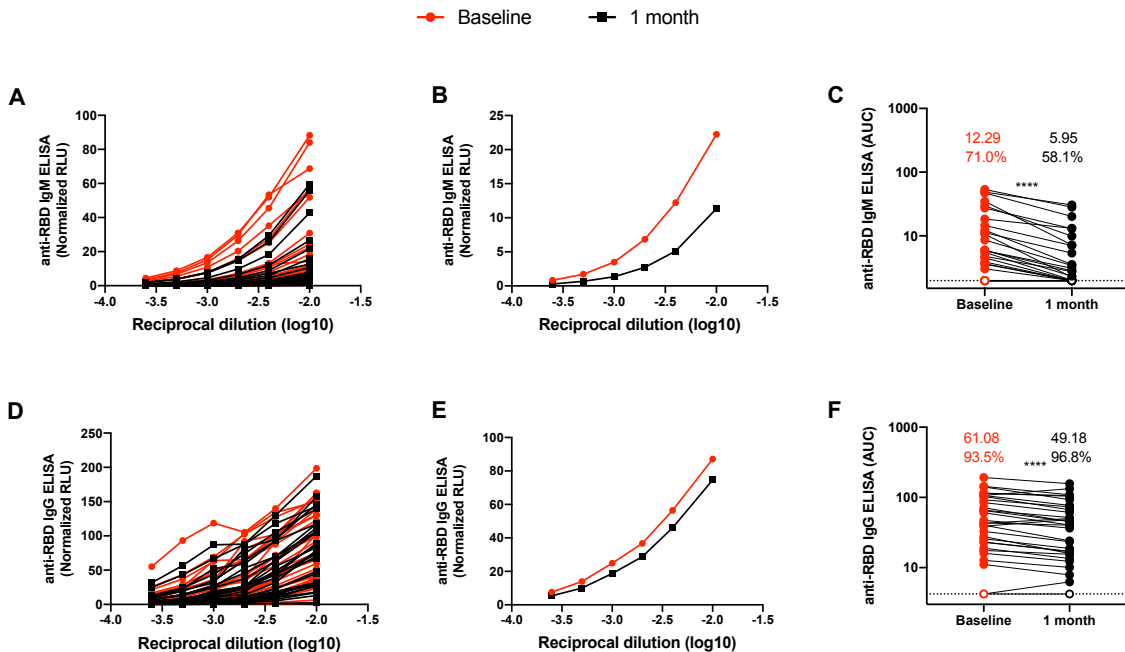 Baseline
1 month
A
anti-RBD IgM ELISA
(Normalized RLU)
100
80
60
40
20
0
-4.0
-3.5
-3.0
-2.5
-2.0
-1.5
Reciprocal dilution (log10)
B
anti-RBD IgM ELISA
(Normalized RLU)
25
20
15
10
5
0
-4.0
-3.5
-3.0
-2.5
-2.0
-1.5
Reciprocal dilution (log10)
C
anti-RBD IgM ELISA (AUC)
1000
100
10
12.29
5.95
71.0%
58.1%
****
Baseline
1 month
D
anti-RBD IgG ELISA
(Normalized RLU)
250
200
150
100
50
0
-4.0
-3.5
-3.0
-2.5
-2.0
-1.5
Reciprocal dilution (log10)
E
anti-RBD IgG ELISA
(Normalized RLU)
100
80
60
40
20
0
-4.0
-3.5
-3.0
-2.5
-2.0
-1.5
Reciprocal dilution (log10)
F
anti-RBD IgG ELISA (AUC)
1000
100
10
61.08
49.18
93.5%
96.8%
****
Baseline
1 month